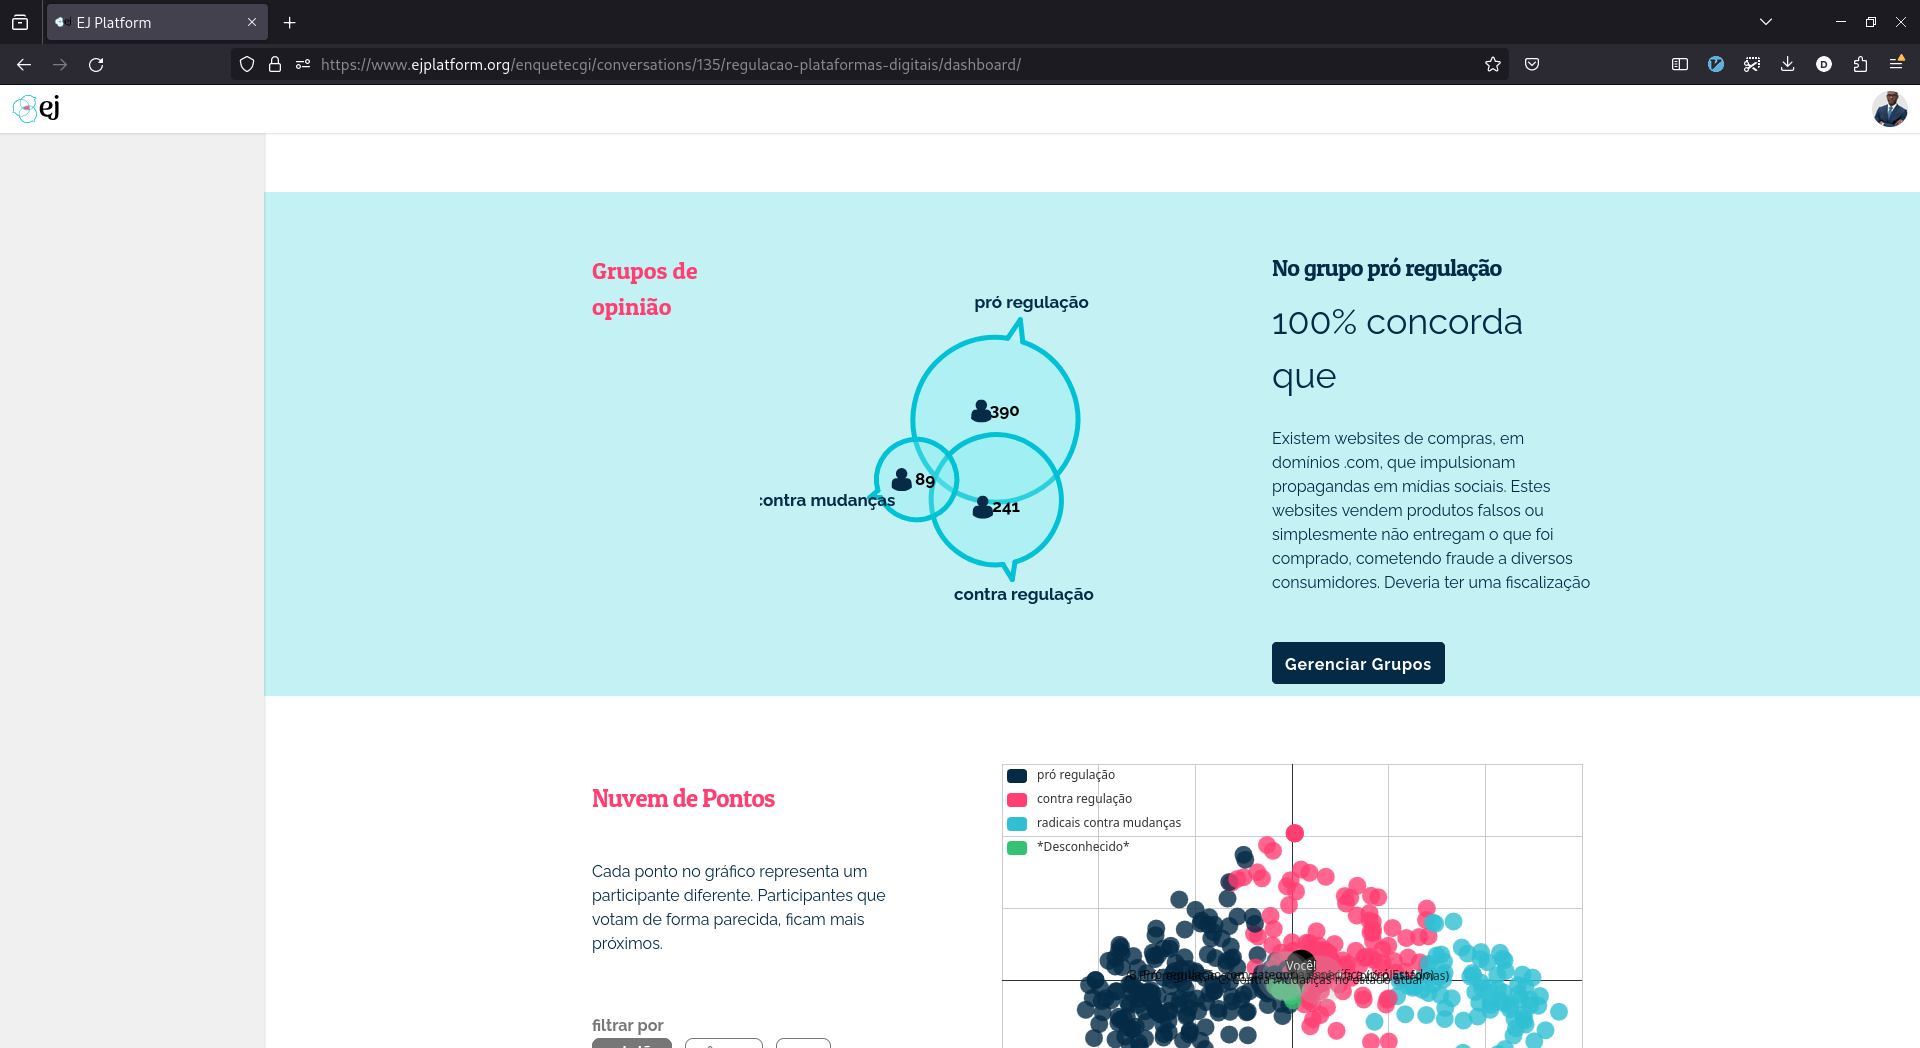 EJ Platform
https://www.ejplatform.org/enquetecgi/conversations/135/regulacao-plataformas-digitais/dashboard/
ej
Grupos de
opinião
pró regulação
390
89
contra mudanças
241
contra regulação
No grupo pró regulação
100% concorda
que
Existem websites de compras, em
domínios .com, que impulsionam
propagandas em mídias sociais. Estes
websites vendem produtos falsos ou
simplesmente não entregam o que foi
comprado, cometendo fraude a diversos
consumidores. Deveria ter uma fiscalização
Gerenciar Grupos
Nuvem de Pontos
Cada ponto no gráfico representa um
participante diferente. Participantes que
votam de forma parecida, ficam mais
próximos.
filtrar por
pró regulação
contra regulação
radicais contra mudanças
*Desconhecido*
Você!